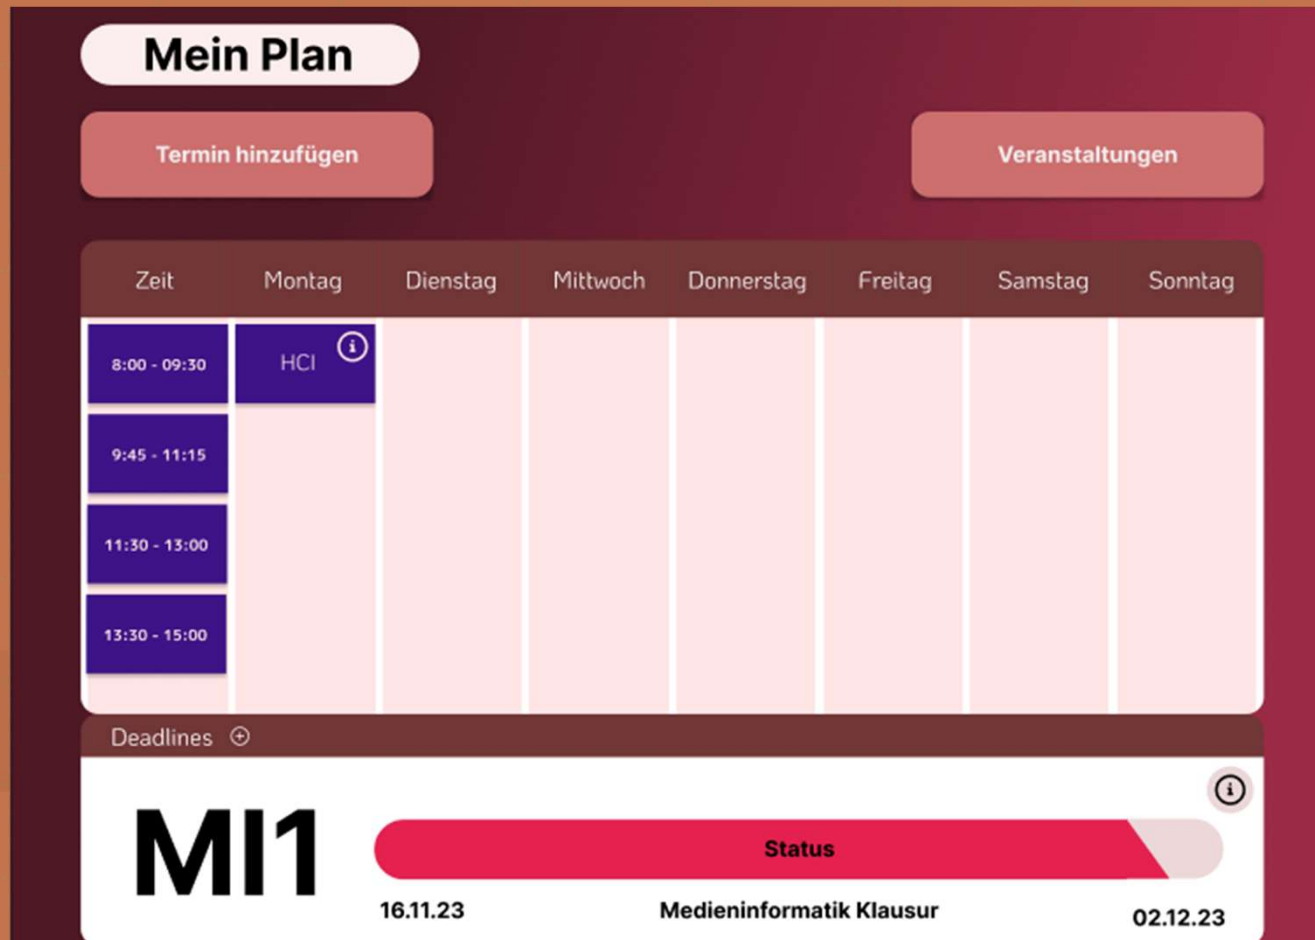 Mein Plan
Termin hinzufügen
Veranstaltungen
Zeit Montag Dienstag Mittwoch Donnerstag Freitag Samstag Sonntag
8:00 - 09:30 HCI
9:45 - 11:15
11:30 - 13:00
13:30 - 15:00
Deadlines
MI1
Status
16.11.23 Medieninformatik Klausur 02.12.23